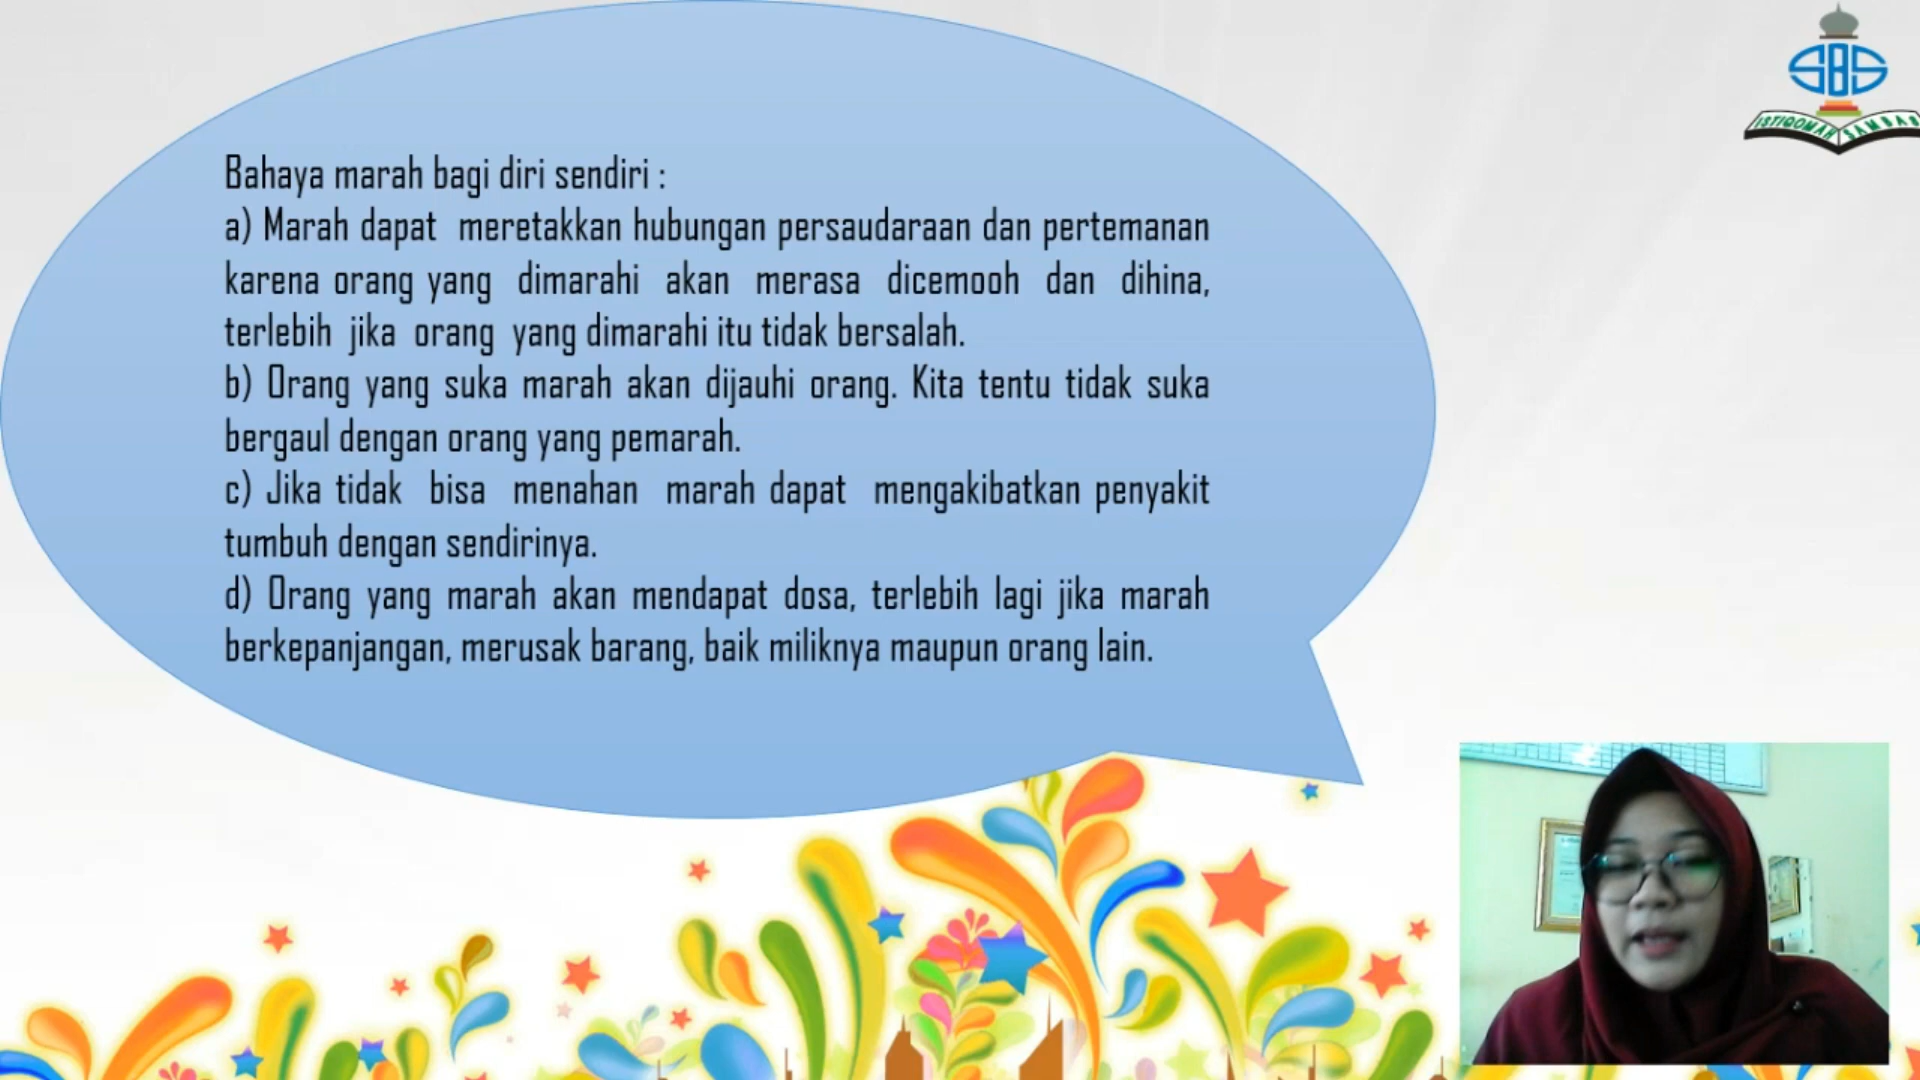 SBS
ISTIQOMAH SAMBAS
Bahaya marah bagi diri sendiri :
a) Marah dapat meretakkan hubungan persaudaraan dan pertemanan
karena orang yang dimarahi akan merasa dicemooh dan dihina,
terlebih jika orang yang dimarahi itu tidak bersalah.
b) Orang yang suka marah akan dijauhi orang. Kita tentu tidak suka
bergaul dengan orang yang pemarah.
c) Jika tidak bisa menahan marah dapat mengakibatkan penyakit
tumbuh dengan sendirinya.
d) Orang yang marah akan mendapat dosa, terlebih lagi jika marah
berkepanjangan, merusak barang, baik miliknya maupun orang lain.